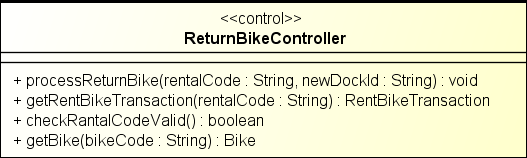 <<control>>
ReturnBikeController
+ processReturnBike(rentalCode : String, newDockId : String) : void
+ getRentBikeTransaction(rentalCode : String) : RentBikeTransaction
+ checkRantalCodeValid() : boolean
+ getBike(bikeCode : String) : Bike